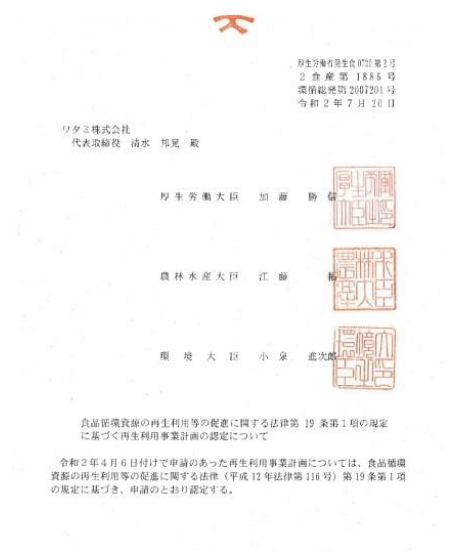 厚生労働省発生食0720第2号
2食産第1886号
環循総発第2007201号
令和2年7月20日
ワタミ株式会社
代表取締役 清水 邦晃 殿
厚生労働大臣 加藤 勝信
農林水産大臣 江藤 拓
環境大臣 小泉 進次郎
食品循環資源の再生利用等の促進に関する法律第 19 条第1項の規定
に基づく再生利用事業計画の認定について
令和2年4月6日付けで申請のあった再生利用事業計画については、食品循環
資源の再生利用等の促進に関する法律(平成12年法律第116号)第19条第1項
の規定に基づき、申請のとおり認定する。